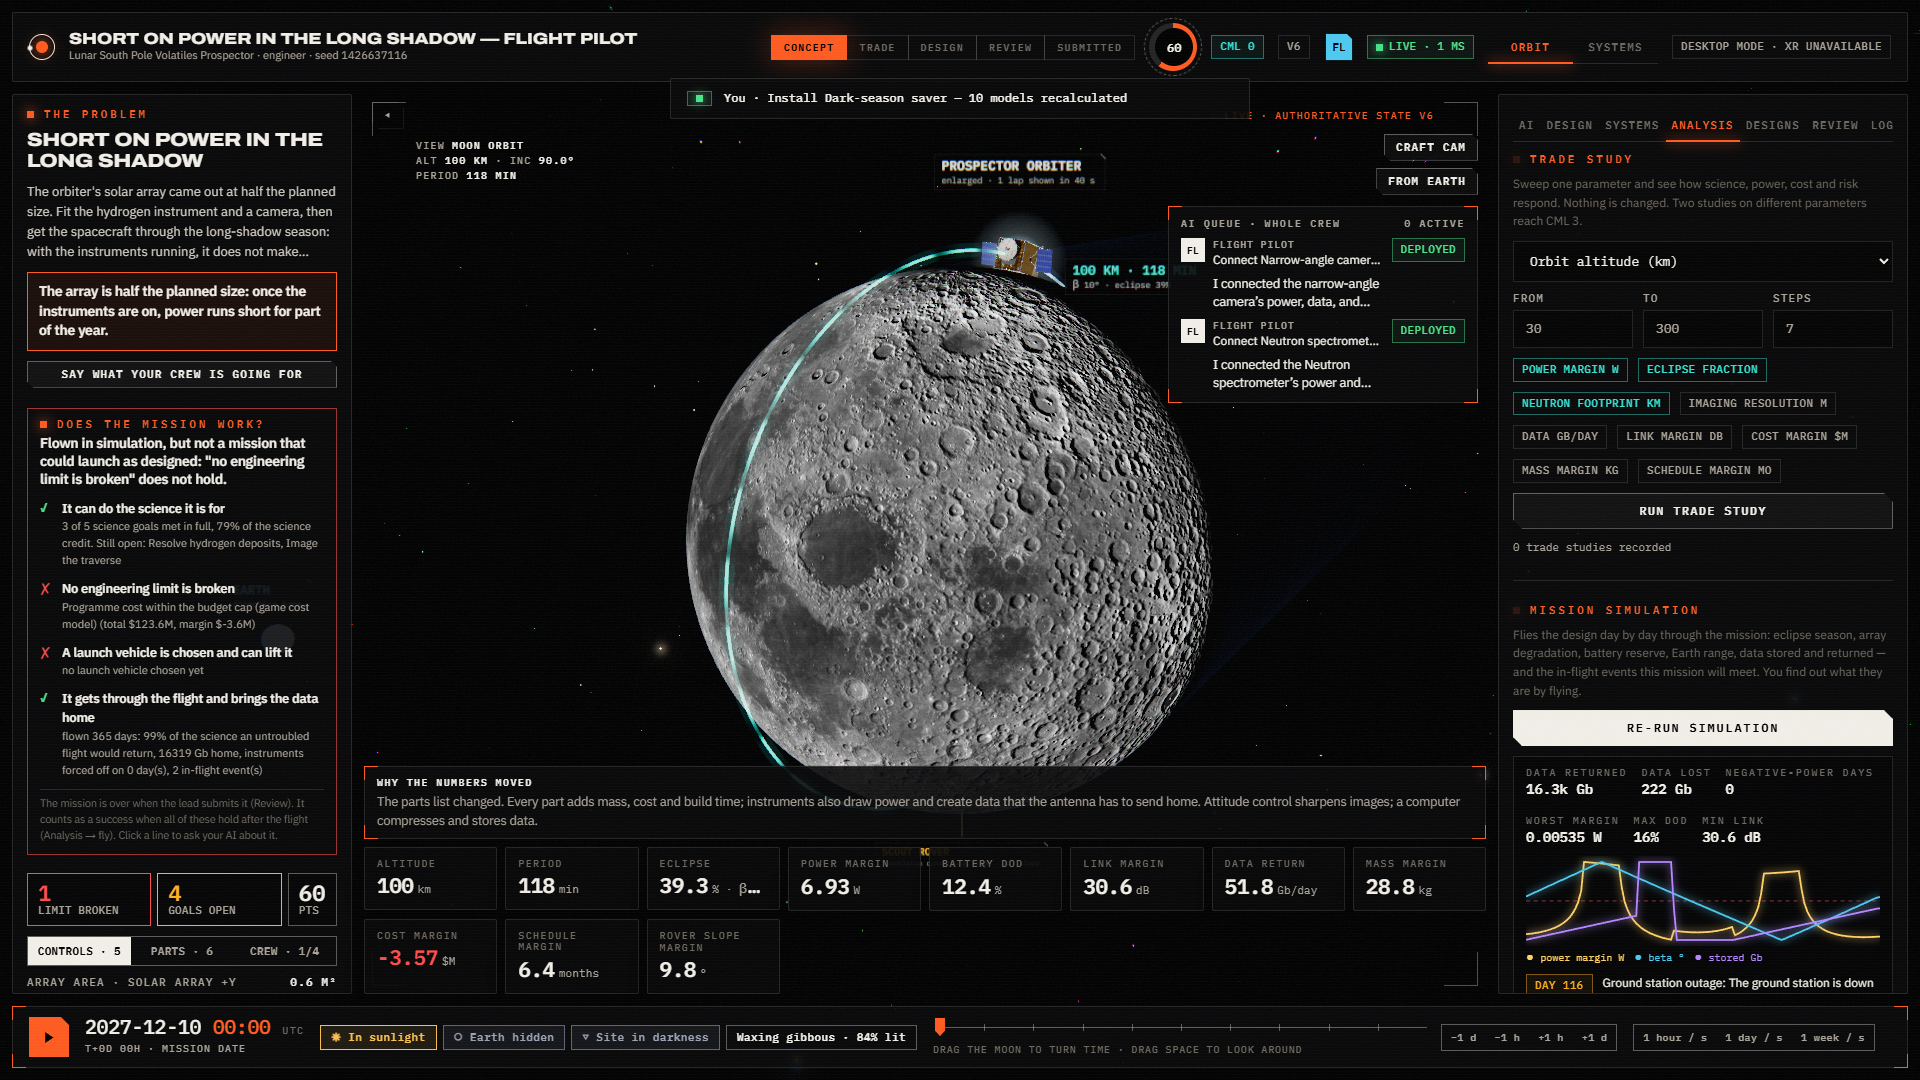 SHORT ON POWER IN THE LONG SHADOW — FLIGHT PILOT
Lunar South Pole Volatiles Prospector · engineer · seed 1426637116
CONCEPT
TRADE
DESIGN
REVIEW
SUBMITTED
60
CML 0
V6
FL
LIVE · 1 MS
ORBIT
SYSTEMS
DESKTOP MODE · XR UNAVAILABLE
You · Install Dark-season saver — 10 models recalculated
THE PROBLEM
SHORT ON POWER IN THE
LONG SHADOW
The orbiter's solar array came out at half the planned
size. Fit the hydrogen instrument and a camera, then
get the spacecraft through the long-shadow season:
with the instruments running, it does not make...
The array is half the planned size: once the
instruments are on, power runs short for part
of the year.
SAY WHAT YOUR CREW IS GOING FOR
DOES THE MISSION WORK?
Flown in simulation, but not a mission that
could launch as designed: "no engineering
limit is broken" does not hold.
✓ It can do the science it is for
3 of 5 science goals met in full, 79% of the science
credit. Still open: Resolve hydrogen deposits, Image
the traverse
✗ No engineering limit is broken
Programme cost within the budget cap (game cost
model) (total $123.6M, margin $-3.6M)
✗ A launch vehicle is chosen and can lift it
no launch vehicle chosen yet
✓ It gets through the flight and brings the data
home
flown 365 days: 99% of the science an untroubled
flight would return, 16319 Gb home, instruments
forced off on 0 day(s), 2 in-flight event(s)
The mission is over when the lead submits it (Review). It
counts as a success when all of these hold after the flight
(Analysis → fly). Click a line to ask your AI about it.
1
LIMIT BROKEN
4
GOALS OPEN
60
PTS
CONTROLS · 5
PARTS · 6
CREW · 1/4
ARRAY AREA · SOLAR ARRAY +Y
0.6 M²
VIEW MOON ORBIT
ALT 100 KM · INC 90.0°
PERIOD 118 MIN
PROSPECTOR ORBITER
enlarged · 1 lap shown in 40 s
100 KM · 118 MIN
β 10° · eclipse 39%
· AUTHORITATIVE STATE V6
CRAFT CAM
FROM EARTH
AI QUEUE · WHOLE CREW
0 ACTIVE
FL
FLIGHT PILOT
Connect Narrow-angle camer...
DEPLOYED
I connected the narrow-angle
camera's power, data, and...
FL
FLIGHT PILOT
Connect Neutron spectromet...
DEPLOYED
I connected the Neutron
spectrometer's power and...
WHY THE NUMBERS MOVED
The parts list changed. Every part adds mass, cost and build time; instruments also draw power and create data that the antenna has to send home. Attitude control sharpens images; a computer
compresses and stores data.
ALTITUDE
100 km
PERIOD
118 min
ECLIPSE
39.3 % · β...
POWER MARGIN
6.93 W
BATTERY DOD
12.4 %
LINK MARGIN
30.6 dB
DATA RETURN
51.8 Gb/day
MASS MARGIN
28.8 kg
COST MARGIN
-3.57 $M
SCHEDULE
MARGIN
6.4 months
ROVER SLOPE
MARGIN
9.8 °
AI
DESIGN
SYSTEMS
ANALYSIS
DESIGNS
REVIEW
LOG
TRADE STUDY
Sweep one parameter and see how science, power, cost and risk
respond. Nothing is changed. Two studies on different parameters
reach CML 3.
Orbit altitude (km)
FROM
TO
STEPS
30
300
7
POWER MARGIN W
ECLIPSE FRACTION
NEUTRON FOOTPRINT KM
IMAGING RESOLUTION M
DATA GB/DAY
LINK MARGIN DB
COST MARGIN $M
MASS MARGIN KG
SCHEDULE MARGIN MO
RUN TRADE STUDY
0 trade studies recorded
MISSION SIMULATION
Flies the design day by day through the mission: eclipse season, array
degradation, battery reserve, Earth range, data stored and returned —
and the in-flight events this mission will meet. You find out what they
are by flying.
RE-RUN SIMULATION
DATA RETURNED
16.3k Gb
DATA LOST
222 Gb
NEGATIVE-POWER DAYS
0
WORST MARGIN
0.00535 W
MAX DOD
16%
MIN LINK
30.6 dB
power margin W
beta °
stored Gb
DAY 116
Ground station outage: The ground station is down
2027-12-10 00:00 UTC
T+0D 00H · MISSION DATE
In sunlight
Earth hidden
Site in darkness
Waxing gibbous · 84% lit
DRAG THE MOON TO TURN TIME · DRAG SPACE TO LOOK AROUND
−1 d
−1 h
+1 h
+1 d
1 hour / s
1 day / s
1 week / s